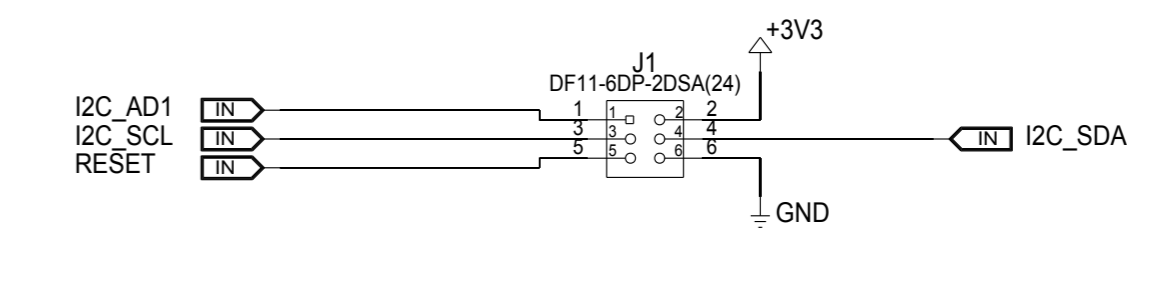 +3V3
J1
DF11-6DP-2DSA(24)
I2C_AD1 IN 1 1 2 2
I2C_SCL IN 3 3 4 4 IN I2C_SDA
RESET IN 5 5 6 6
GND